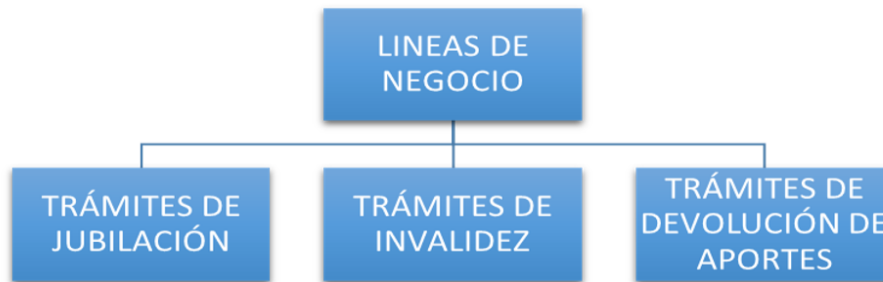 LINEAS DE
NEGOCIO
TRÁMITES DE
JUBILACIÓN
TRÁMITES DE
INVALIDEZ
TRÁMITES DE
DEVOLUCIÓN DE
APORTES